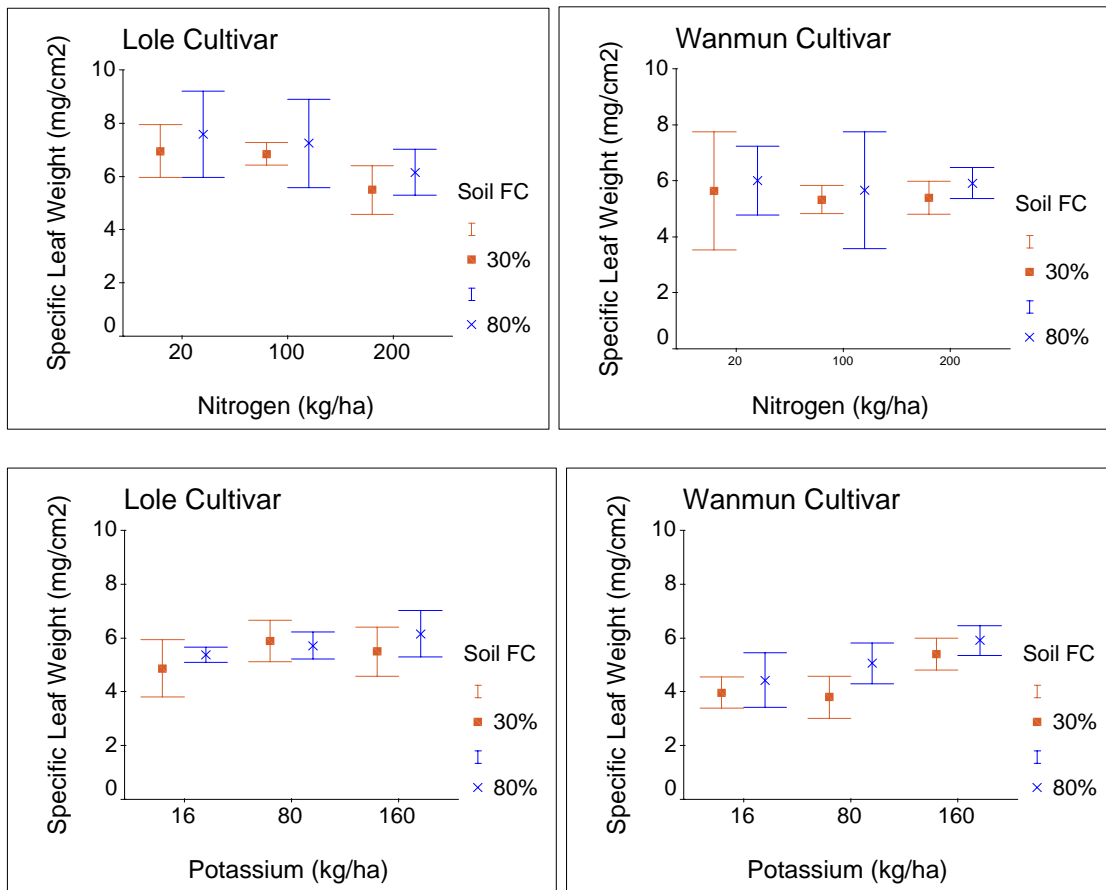 Lole Cultivar
Specific Leaf Weight (mg/cm2)
10
8
6
4
2
0
20 100 200
Nitrogen (kg/ha)
Soil FC
30%
80%
Wanmun Cultivar
Specific Leaf Weight (mg/cm2)
10
8
6
4
2
0
20 100 200
Nitrogen (kg/ha)
Soil FC
30%
80%
Lole Cultivar
Specific Leaf Weight (mg/cm2)
10
8
6
4
2
0
16 80 160
Potassium (kg/ha)
Soil FC
30%
80%
Wanmun Cultivar
Specific Leaf Weight (mg/cm2)
10
8
6
4
2
0
16 80 160
Potassium (kg/ha)
Soil FC
30%
80%